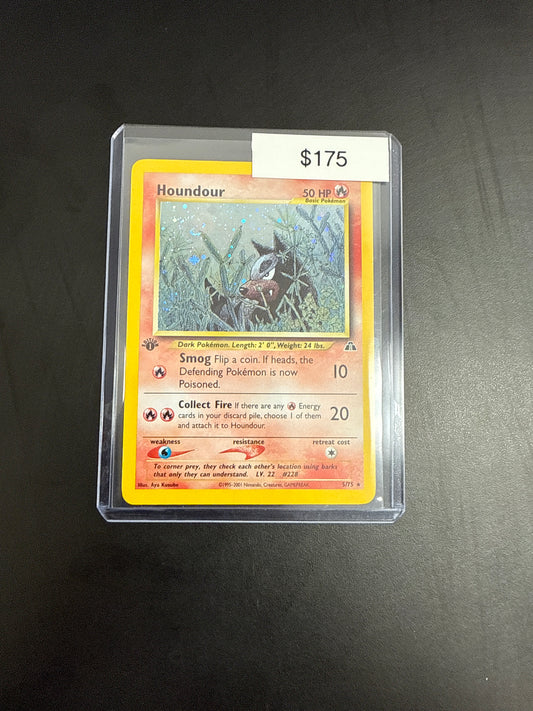 $175
Houndour 50 HP
Basic Pokémon
Dark Pokémon. Length: 2' 0", Weight: 24 lbs.
EDITION
1
Smog Flip a coin. If heads, the
Defending Pokémon is now
Poisoned.
10
Collect Fire If there are any Energy
cards in your discard pile, choose 1 of them
and attach it to Houndour.
20
weakness resistance retreat cost
To corner prey, they check each other's location using barks
that only they can understand. LV. 22 #228
Illus. Aya Kusube ©1995-2001 Nintendo, Creatures, GAMEFREAK. 5/75 ★